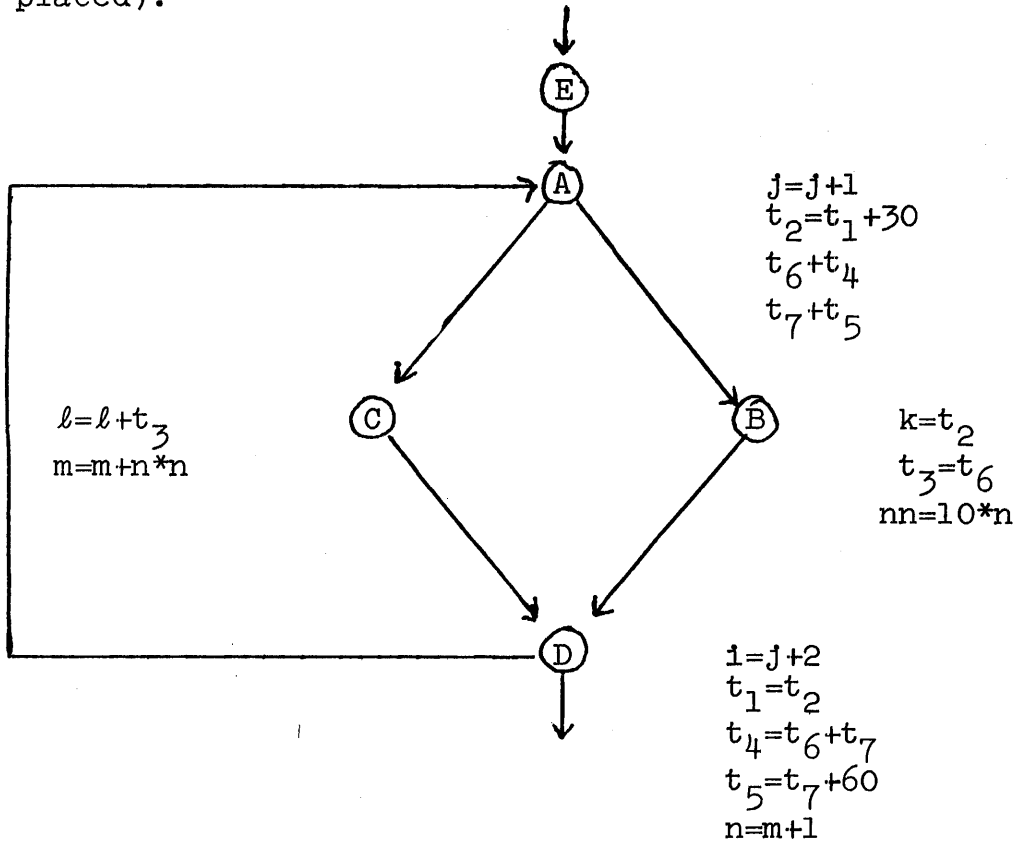 placed).
E
A
j=j+1
t₂=t₁+30
t₆+t₄
t₇+t₅
ℓ=ℓ+t₃
m=m+n*n
C
B
k=t₂
t₃=t₆
nn=10*n
D
i=j+2
t₁=t₂
t₄=t₆+t₇
t₅=t₇+60
n=m+1